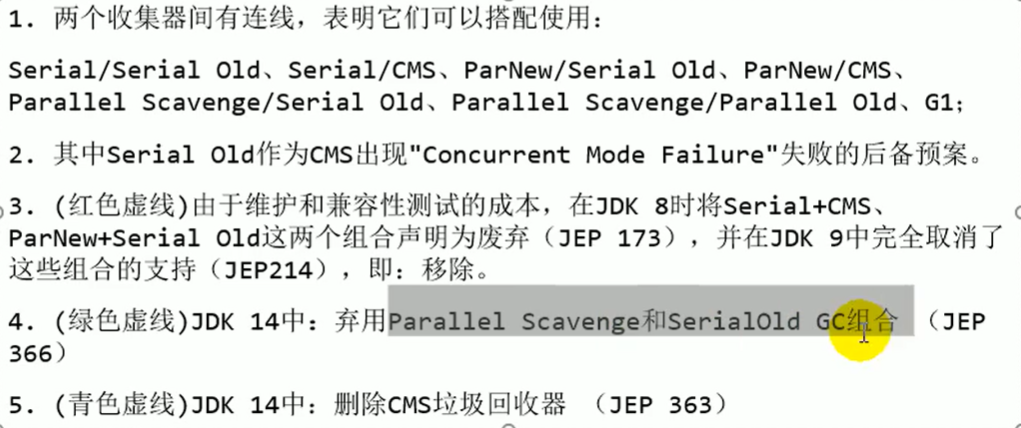 1. 两个收集器间有连线，表明它们可以搭配使用：
Serial/Serial Old、Serial/CMS、ParNew/Serial Old、ParNew/CMS、
Parallel Scavenge/Serial Old、Parallel Scavenge/Parallel Old、G1；
2. 其中Serial Old作为CMS出现"Concurrent Mode Failure"失败的后备预案。
3. (红色虚线)由于维护和兼容性测试的成本，在JDK 8时将Serial+CMS、
ParNew+Serial Old这两个组合声明为废弃（JEP 173），并在JDK 9中完全取消了
这些组合的支持（JEP214），即：移除。
4. (绿色虚线)JDK 14中：弃用Parallel Scavenge和SerialOld GC组合 （JEP
366）
5. (青色虚线)JDK 14中：删除CMS垃圾回收器 （JEP 363）